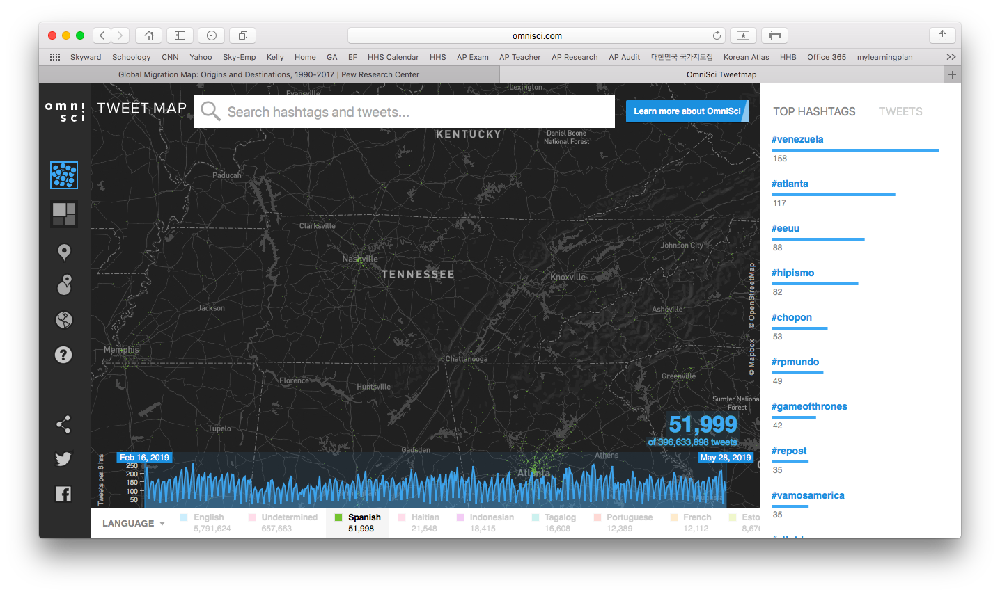 omnisci.com
Skyward Schoology CNN Yahoo Sky-Emp Kelly Home GA EF HHS Calendar HHS AP Exam AP Teacher AP Research AP Audit 대한민국 국가지도집 Korean Atlas HHB Office 365 mylearningplan
Global Migration Map: Origins and Destinations, 1990-2017 | Pew Research Center
OmniSci Tweetmap
omni
sci
TWEET MAP
Search hashtags and tweets...
Learn more about OmniSci
Evansville
Lexington
KENTUCKY
Daniel Boone
National Forest
Paducah
Clarksville
Johnson City
Nashville
TENNESSEE
Knoxville
Jackson
Asheville
Memphis
Chattanooga
Florence
Huntsville
Greenville
Sumter National
Forest
Tupelo
Gadsden
Athens
Atlanta
Augusta
© Mapbox © OpenStreetMap
51,999
of 396,633,898 tweets
Feb 16, 2019
May 28, 2019
Tweets per 6 hrs
250
200
150
100
50
LANGUAGE
English
5,791,624
Undetermined
657,663
Spanish
51,998
Haitian
21,548
Indonesian
18,415
Tagalog
16,608
Portuguese
12,389
French
12,112
Esto
8,676
TOP HASHTAGS
TWEETS
#venezuela
158
#atlanta
117
#eeuu
88
#hipismo
82
#chopon
53
#rpmundo
49
#gameofthrones
42
#repost
35
#vamosamerica
35